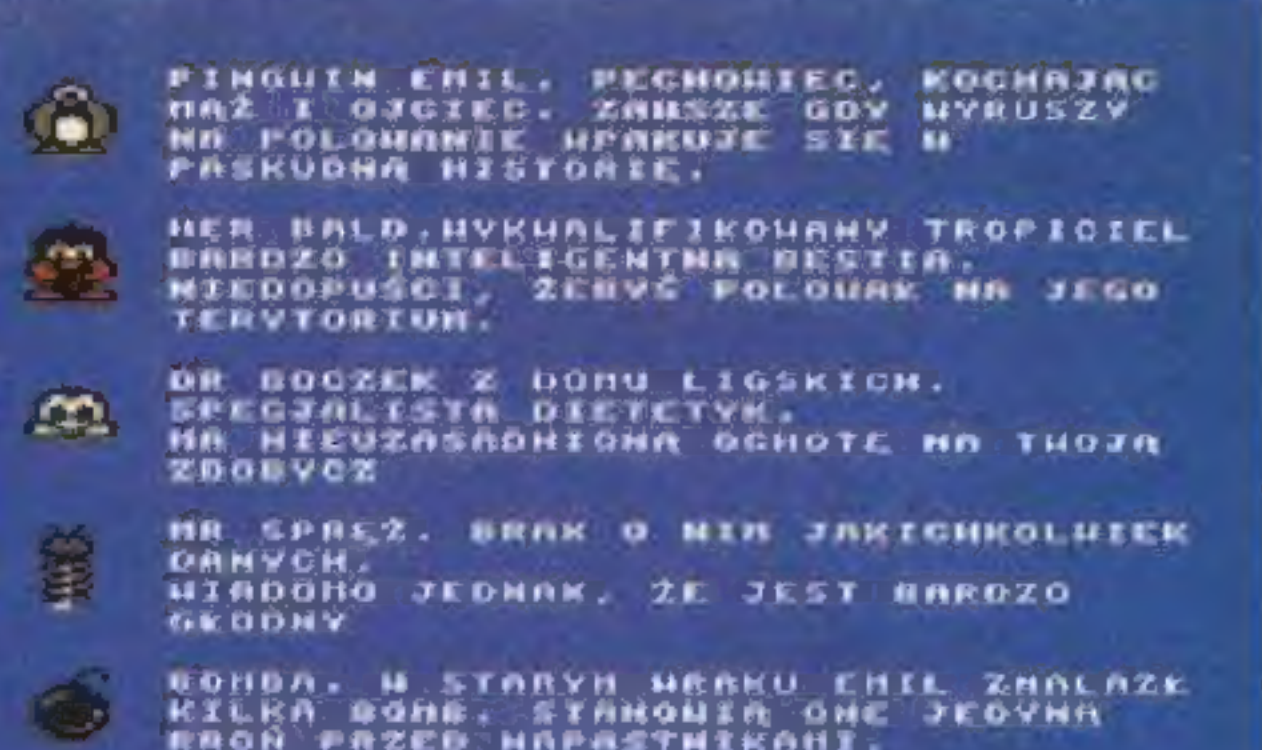 PINGUIN EMIL. PECHOWIEC, KOCHAJĄC
MĄŻ I OJCIEC. ZAWSZE GDY WYRUSZY
NA POLOWANIE WPAKUJE SIĘ W
PASKUDNĄ HISTORIĘ.
HER BALD.WYKWALIFIKOWANY TROPICIEL
BARDZO INTELIGENTNA BESTIA.
NIEDOPUŚCI, ŻEBYŚ POLOWAŁ NA JEGO
TERYTORIUM.
DR BOCZEK Z DOMU LIGSKICH.
SPECJALISTA DIETETYK.
MA NIEUZASADNIONĄ OCHOTĘ NA TWOJĄ
ZDOBYCZ
MR SPRĘŻ. BRAK O NIM JAKICHKOLWIEK
DANYCH.
WIADOMO JEDNAK, ŻE JEST BARDZO
GŁODNY
BOMBA. W STARYM WRAKU EMIL ZNALAZŁ
KILKA BOMB. STANOWIĄ ONE JEDYNĄ
BROŃ PRZED NAPASTNIKAMI.